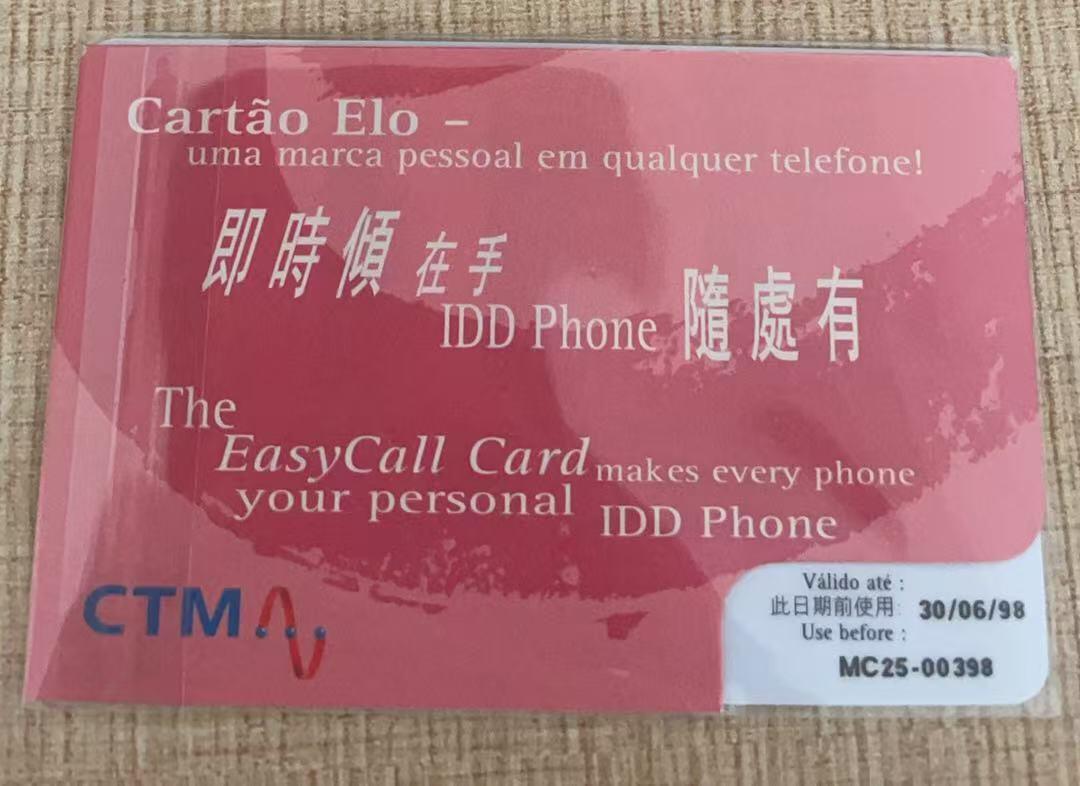 Cartão Elo –
uma marca pessoal em qualquer telefone!
即時傾在手
IDD Phone 隨處有
The
EasyCall Card makes every phone
your personal IDD Phone
CTM
Válido até :
此日期前使用: 30/06/98
Use before :
MC25-00398